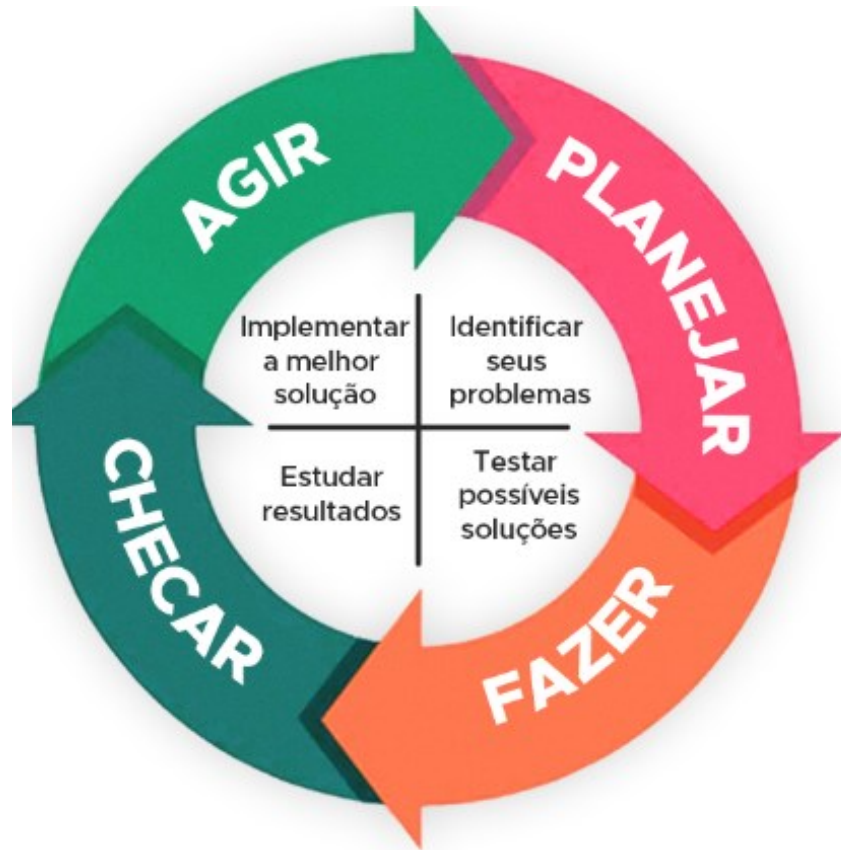 AGIR
PLANEJAR
Implementar
a melhor
solução
Identificar
seus
problemas
CHECAR
Estudar
resultados
Testar
possíveis
soluções
FAZER